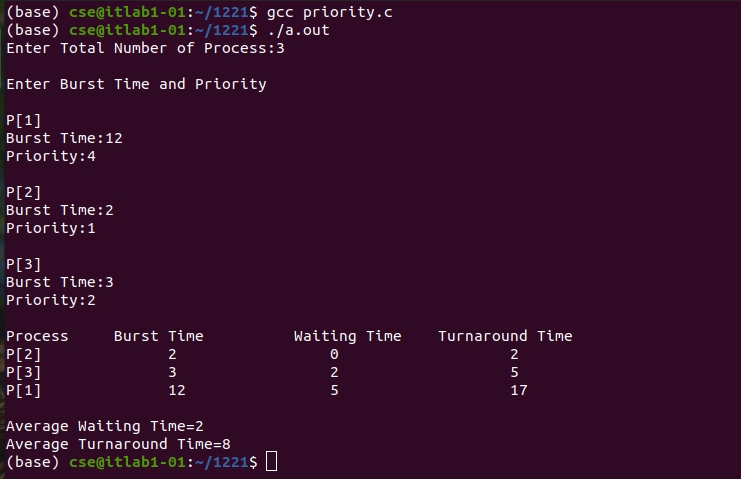 (base) cse@itlab1-01:~/1221$ gcc priority.c
(base) cse@itlab1-01:~/1221$ ./a.out
Enter Total Number of Process:3
Enter Burst Time and Priority
P[1]
Burst Time:12
Priority:4
P[2]
Burst Time:2
Priority:1
P[3]
Burst Time:3
Priority:2
Process Burst Time Waiting Time Turnaround Time
P[2] 2 0 2
P[3] 3 2 5
P[1] 12 5 17
Average Waiting Time=2
Average Turnaround Time=8
(base) cse@itlab1-01:~/1221$